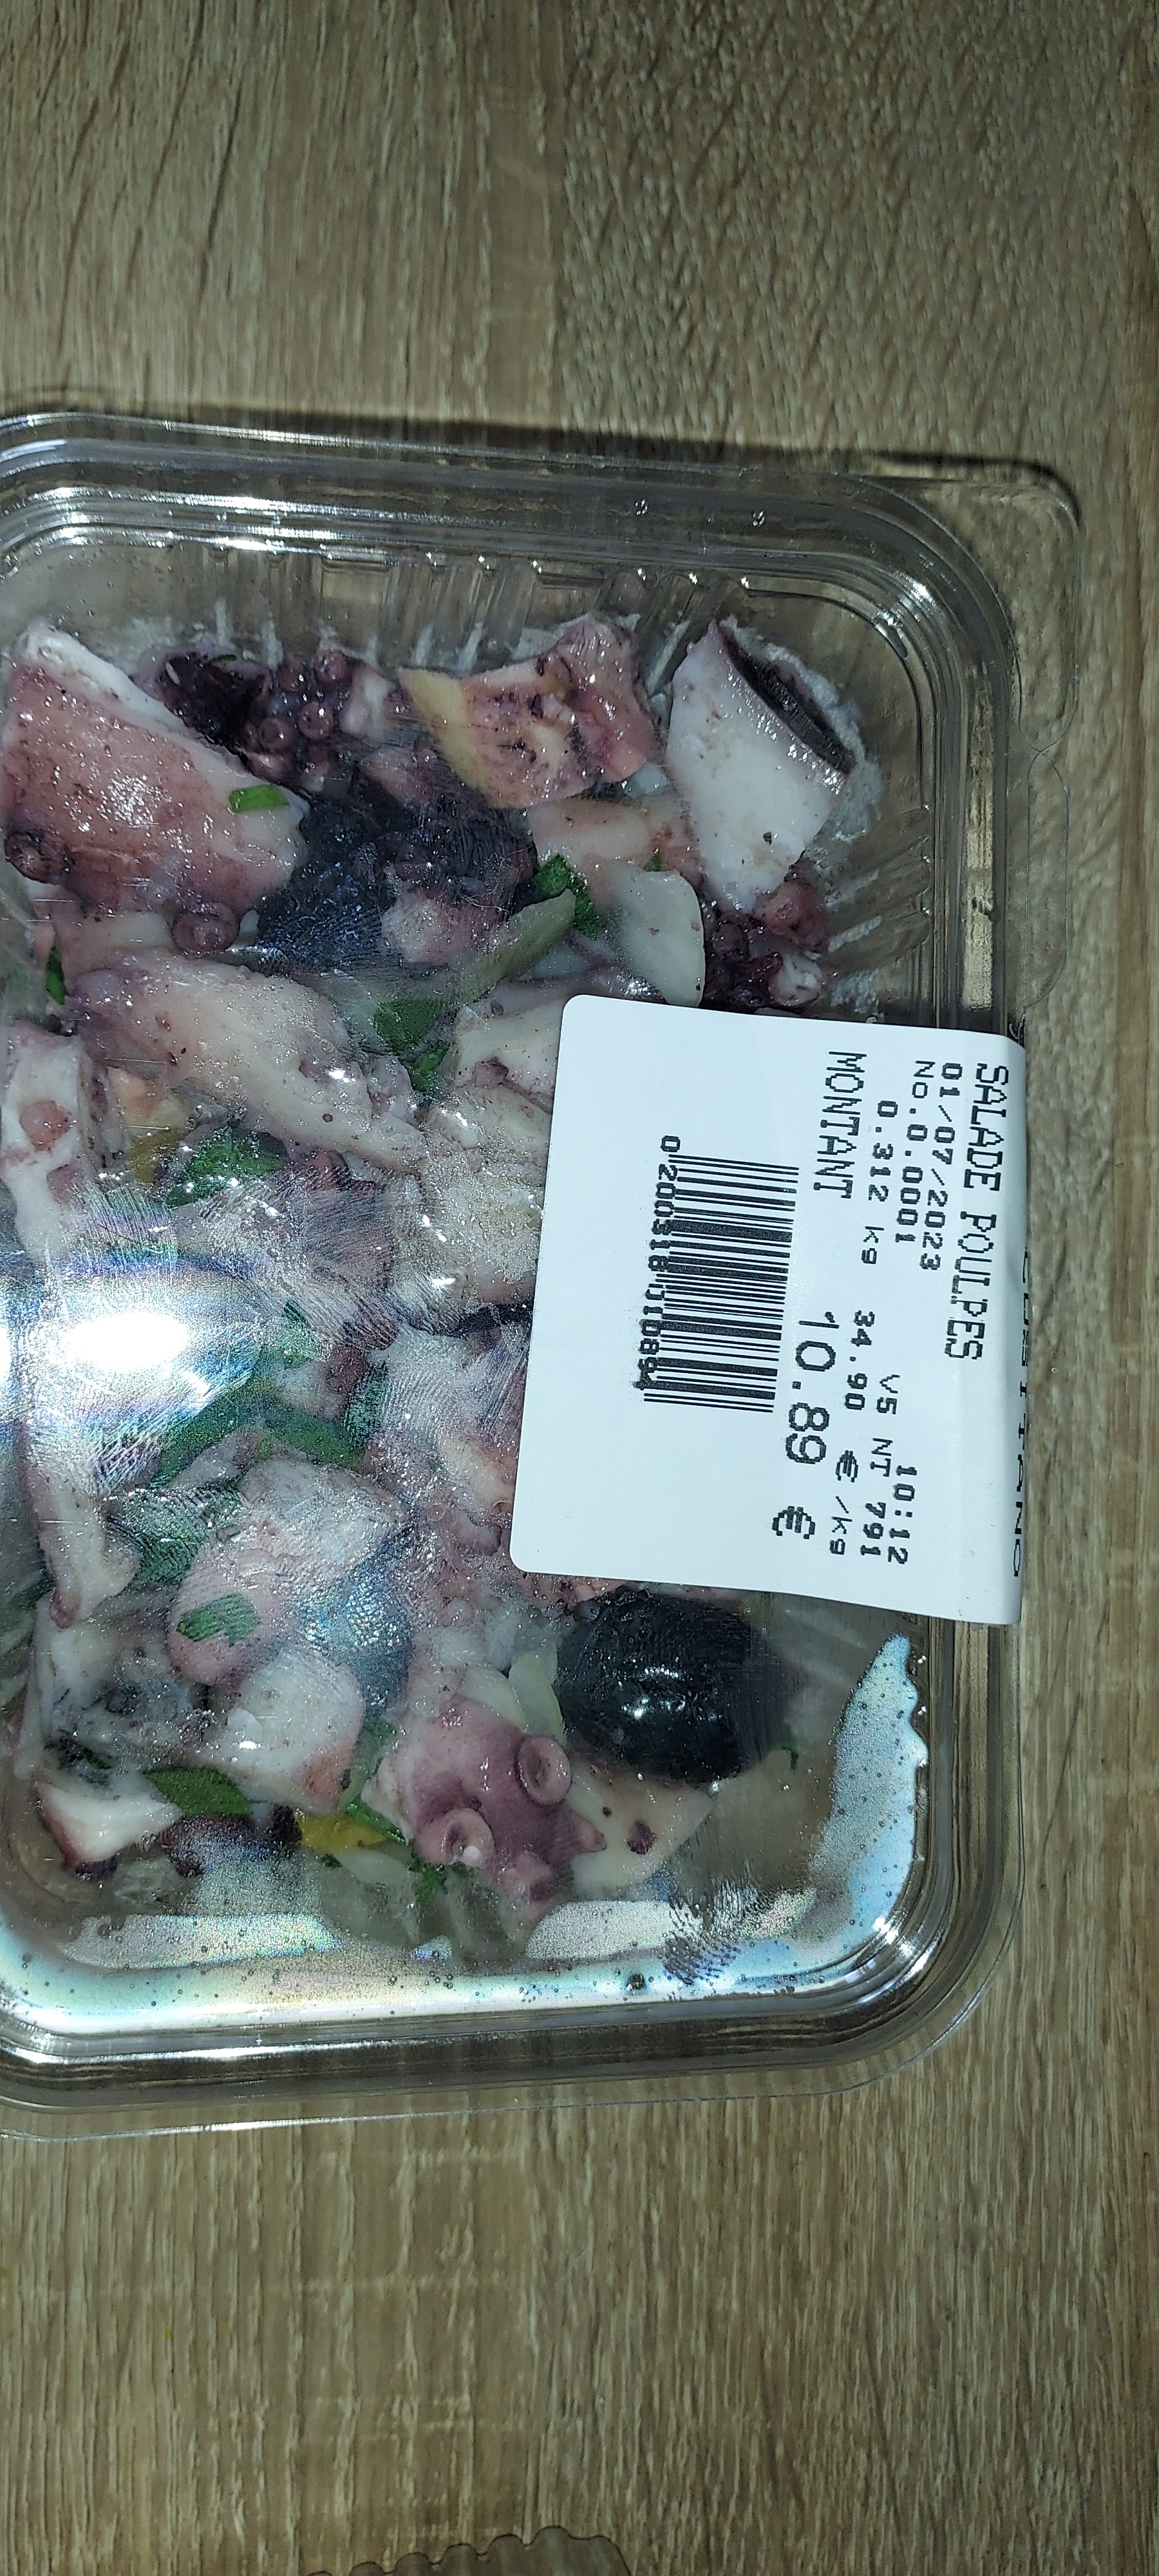 SALADE POULPES
01/07/2023 10:12
No.0.0001 V5 NT 791
0.312 kg 34.90 €/kg
MONTANT 10.89 €